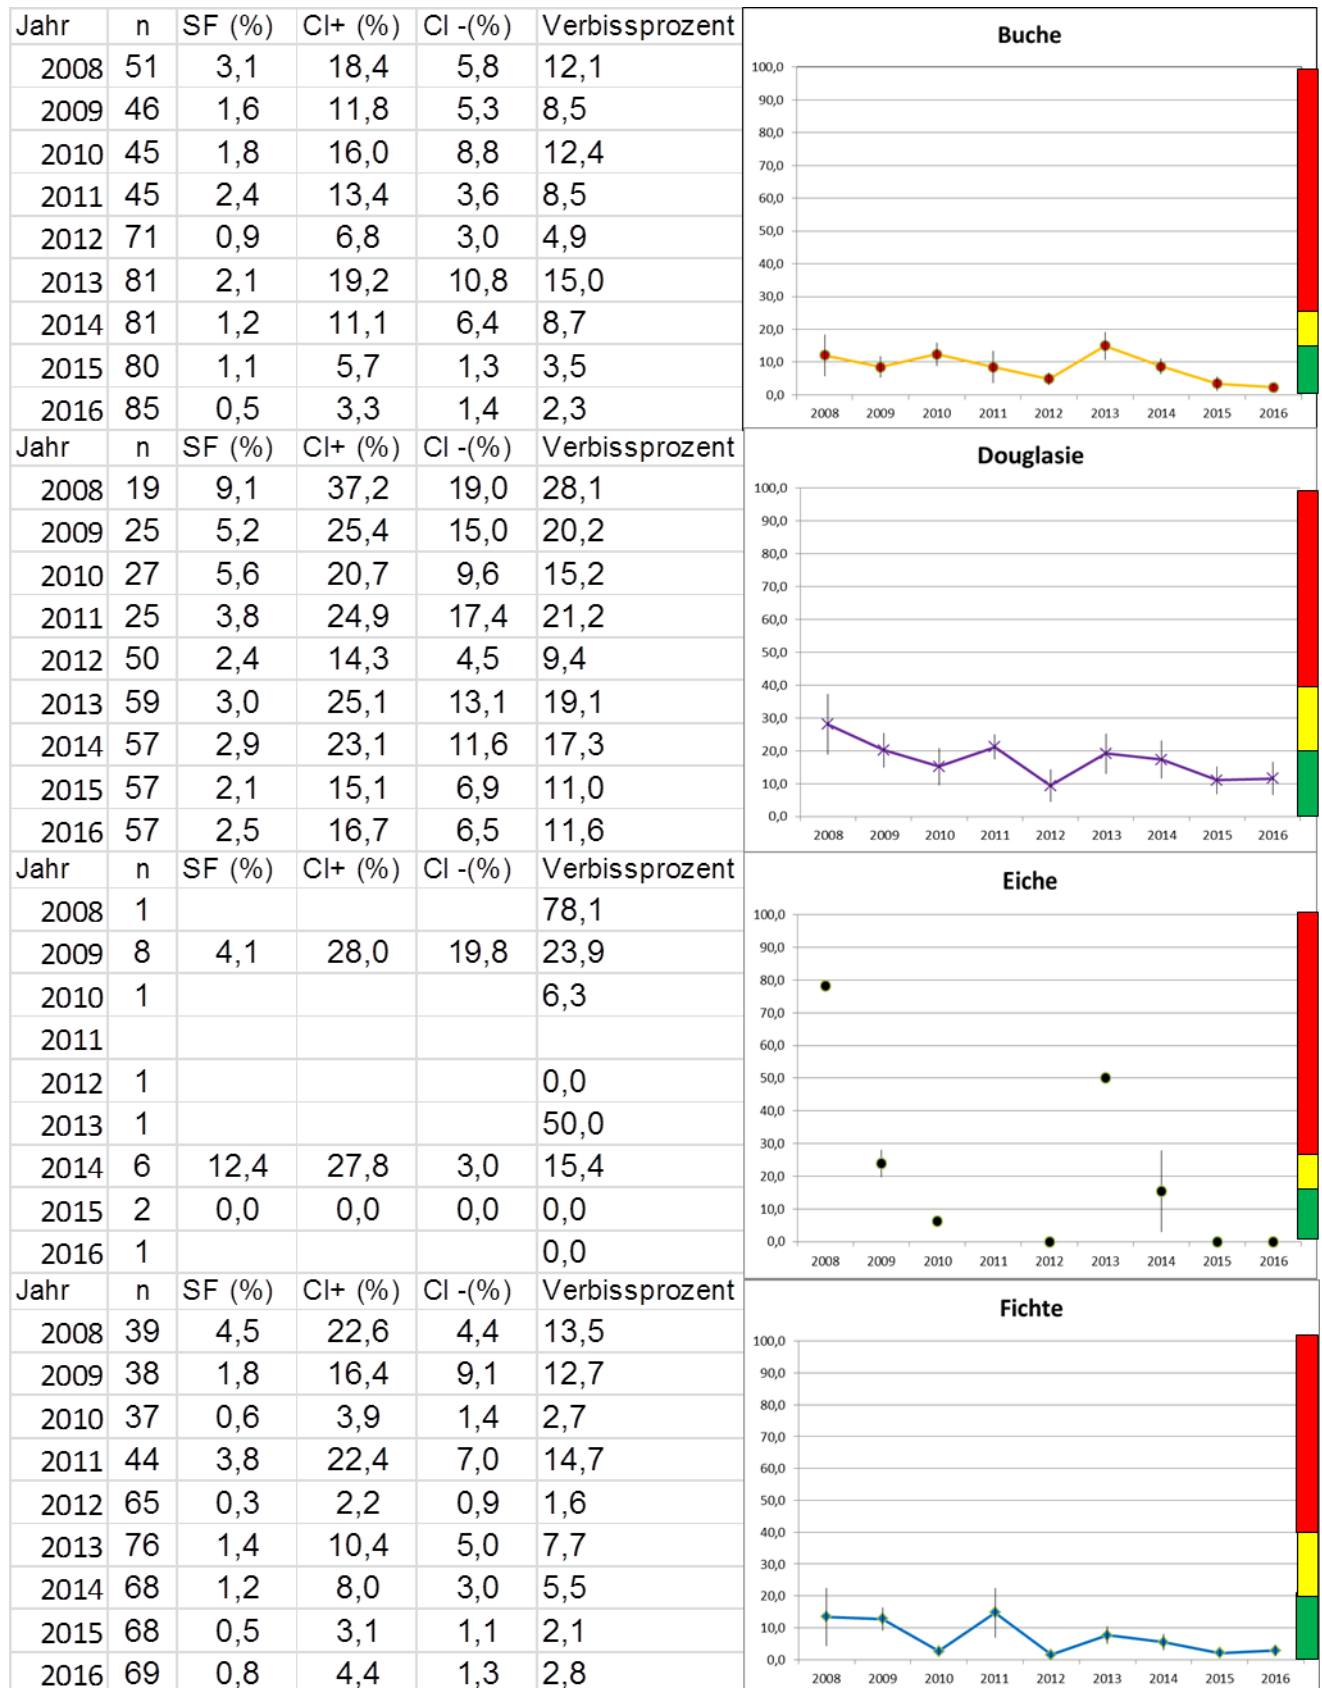 Jahr n SF (%) CI+ (%) CI -(%) Verbissprozent
2008 51 3,1 18,4 5,8 12,1
2009 46 1,6 11,8 5,3 8,5
2010 45 1,8 16,0 8,8 12,4
2011 45 2,4 13,4 3,6 8,5
2012 71 0,9 6,8 3,0 4,9
2013 81 2,1 19,2 10,8 15,0
2014 81 1,2 11,1 6,4 8,7
2015 80 1,1 5,7 1,3 3,5
2016 85 0,5 3,3 1,4 2,3
Buche
100,0
90,0
80,0
70,0
60,0
50,0
40,0
30,0
20,0
10,0
0,0
2008 2009 2010 2011 2012 2013 2014 2015 2016
Jahr n SF (%) CI+ (%) CI -(%) Verbissprozent
2008 19 9,1 37,2 19,0 28,1
2009 25 5,2 25,4 15,0 20,2
2010 27 5,6 20,7 9,6 15,2
2011 25 3,8 24,9 17,4 21,2
2012 50 2,4 14,3 4,5 9,4
2013 59 3,0 25,1 13,1 19,1
2014 57 2,9 23,1 11,6 17,3
2015 57 2,1 15,1 6,9 11,0
2016 57 2,5 16,7 6,5 11,6
Douglasie
100,0
90,0
80,0
70,0
60,0
50,0
40,0
30,0
20,0
10,0
0,0
2008 2009 2010 2011 2012 2013 2014 2015 2016
Jahr n SF (%) CI+ (%) CI -(%) Verbissprozent
2008 1 78,1
2009 8 4,1 28,0 19,8 23,9
2010 1 6,3
2011
2012 1 0,0
2013 1 50,0
2014 6 12,4 27,8 3,0 15,4
2015 2 0,0 0,0 0,0 0,0
2016 1 0,0
Eiche
100,0
90,0
80,0
70,0
60,0
50,0
40,0
30,0
20,0
10,0
0,0
2008 2009 2010 2011 2012 2013 2014 2015 2016
Jahr n SF (%) CI+ (%) CI -(%) Verbissprozent
2008 39 4,5 22,6 4,4 13,5
2009 38 1,8 16,4 9,1 12,7
2010 37 0,6 3,9 1,4 2,7
2011 44 3,8 22,4 7,0 14,7
2012 65 0,3 2,2 0,9 1,6
2013 76 1,4 10,4 5,0 7,7
2014 68 1,2 8,0 3,0 5,5
2015 68 0,5 3,1 1,1 2,1
2016 69 0,8 4,4 1,3 2,8
Fichte
100,0
90,0
80,0
70,0
60,0
50,0
40,0
30,0
20,0
10,0
0,0
2008 2009 2010 2011 2012 2013 2014 2015 2016